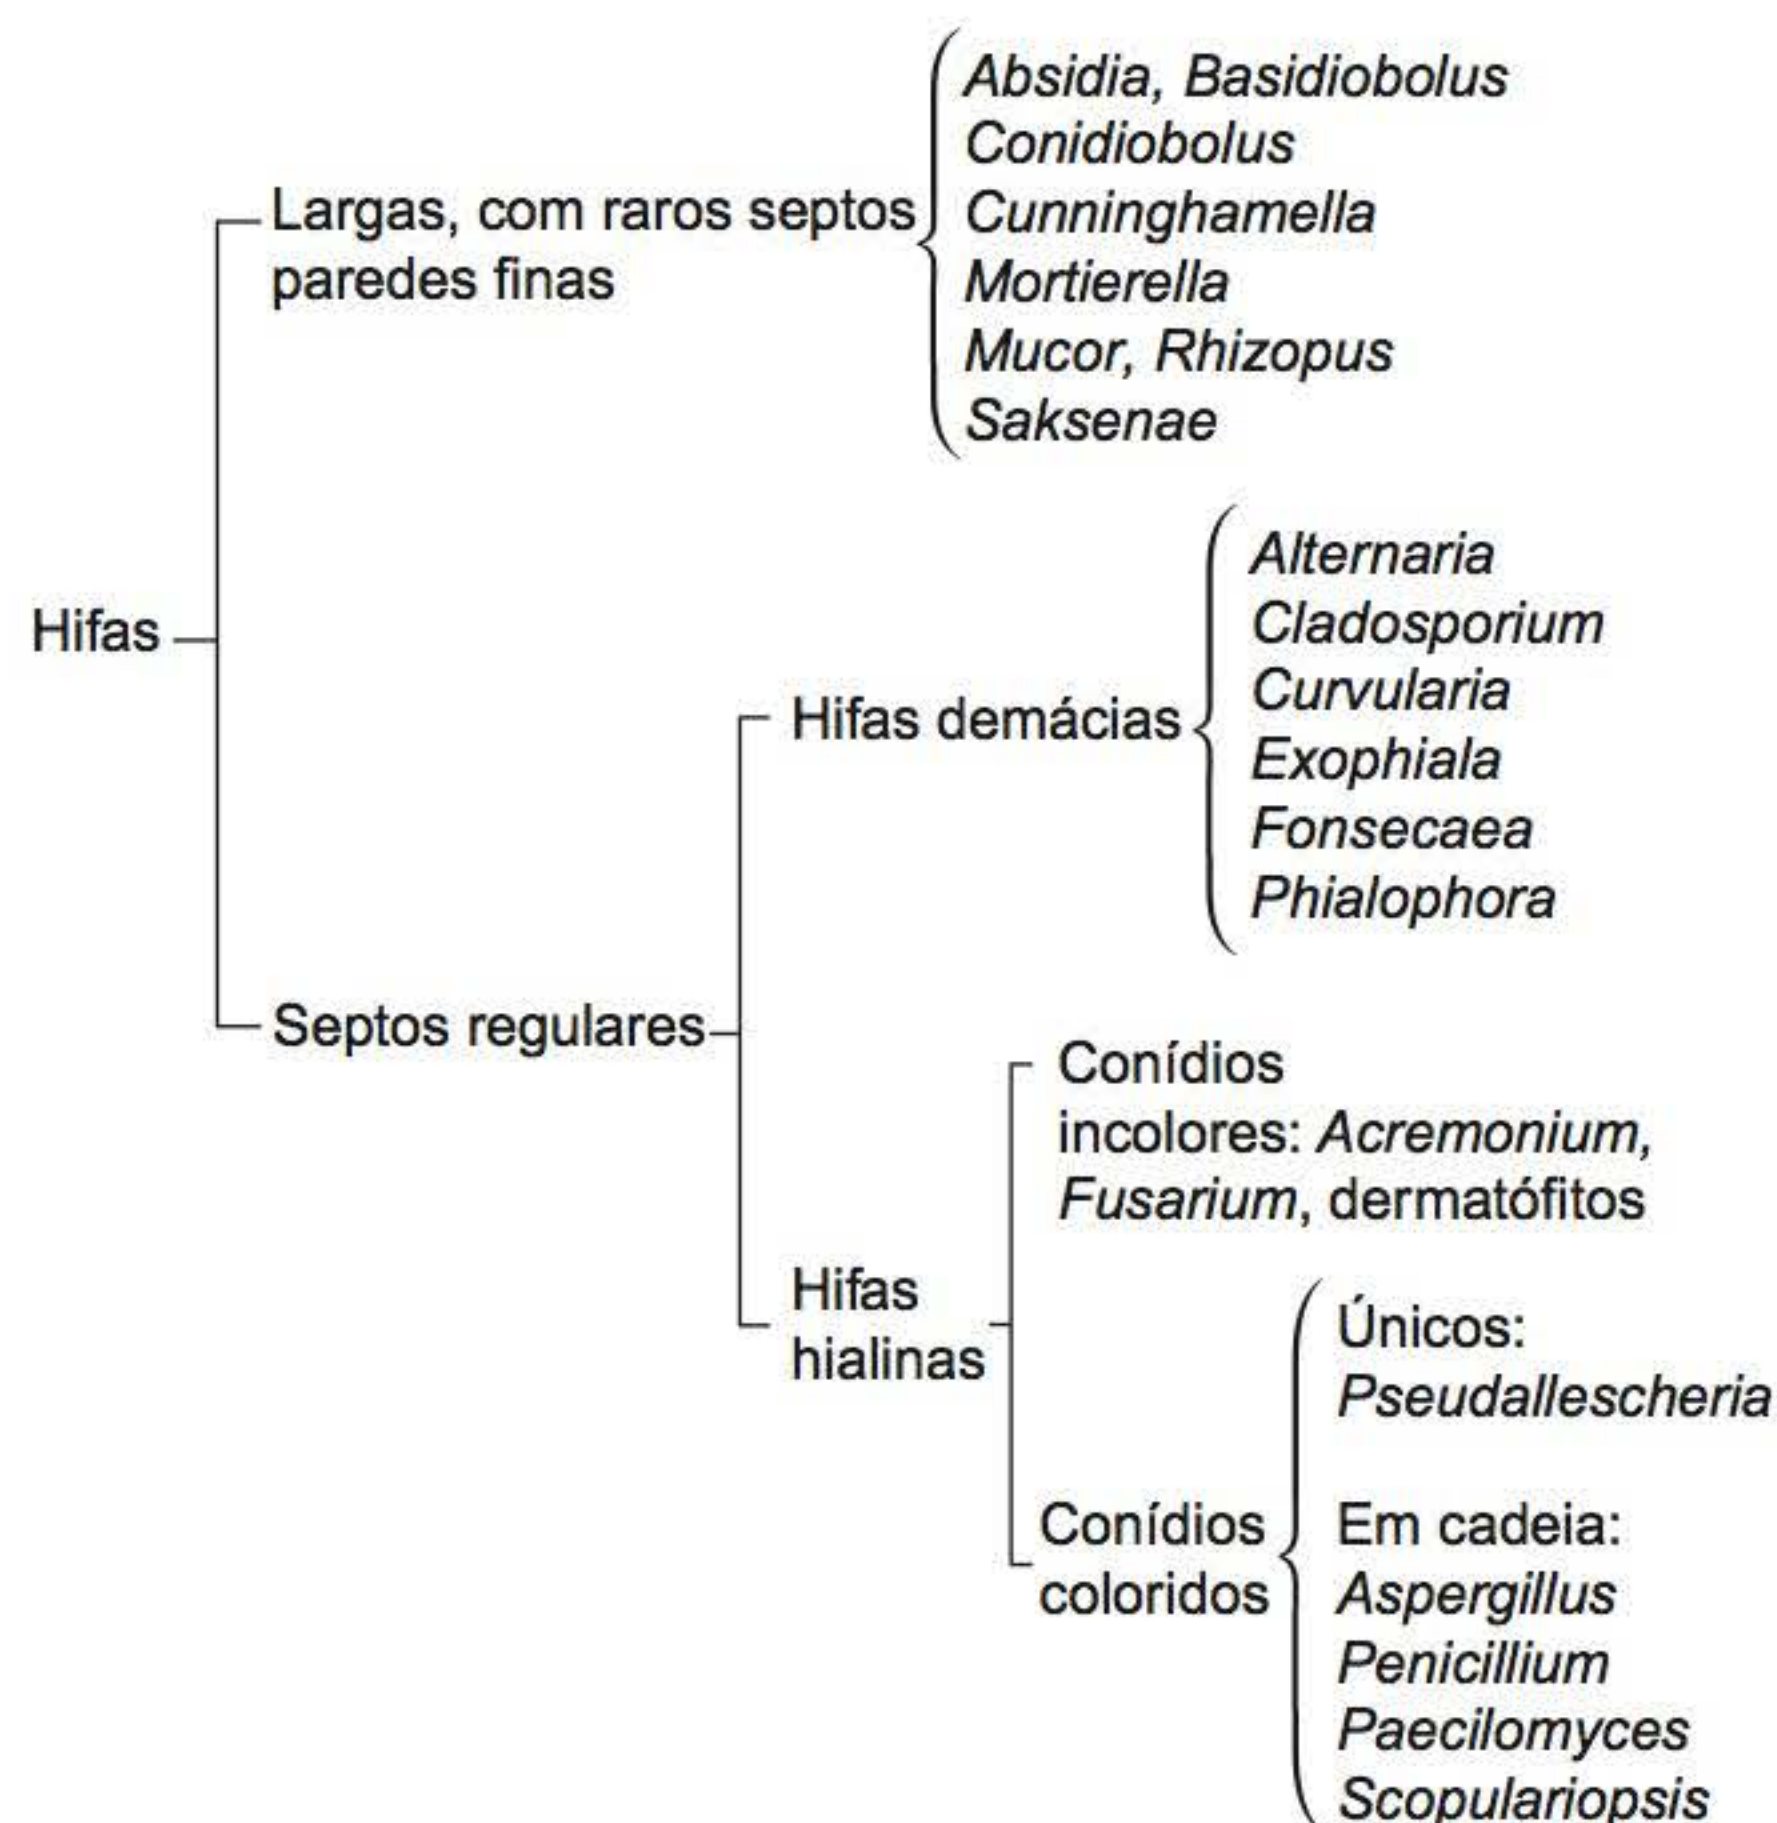 Absidia, Basidiobolus
Conidiobolus
Largas, com raros septos
paredes finas
Cunninghamella
Mortierella
Mucor, Rhizopus
Saksenae
Hifas
Hifas demácias
Alternaria
Cladosporium
Curvularia
Exophiala
Fonsecaea
Phialophora
Septos regulares
Hifas
hialinas
Conídios
incolores: Acremonium,
Fusarium, dermatófitos
Conídios
coloridos
Únicos:
Pseudallescheria
Em cadeia:
Aspergillus
Penicillium
Paecilomyces
Scopulariopsis